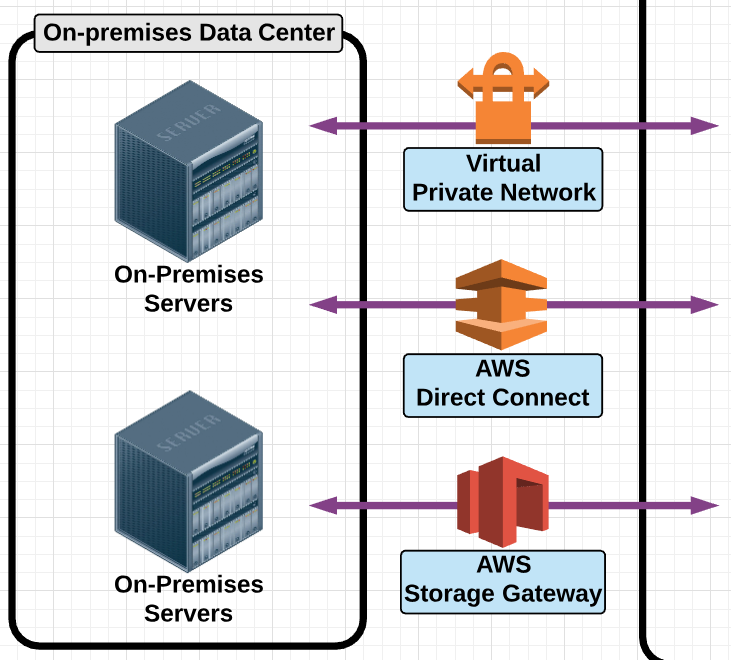 On-premises Data Center
SERVER
On-Premises
Servers
SERVER
On-Premises
Servers
Virtual
Private Network
AWS
Direct Connect
AWS
Storage Gateway